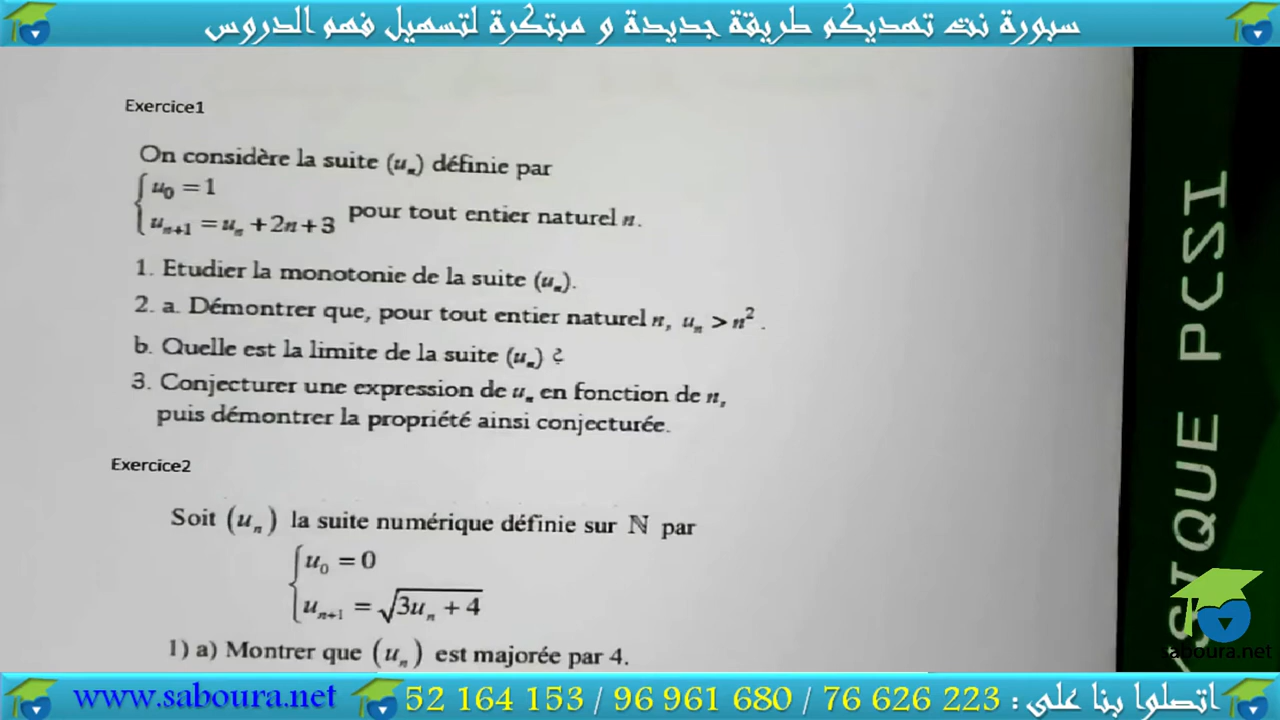 سبورة نت تهديكم طريقة جديدة و مبتكرة لتسهيل فهم الدروس
Exercice1
On considère la suite (uₙ) définie par
{ u₀ = 1
uₙ₊₁ = uₙ + 2n + 3 pour tout entier naturel n.
1. Etudier la monotonie de la suite (uₙ).
2. a. Démontrer que, pour tout entier naturel n, uₙ > n² .
b. Quelle est la limite de la suite (uₙ) ?
3. Conjecturer une expression de uₙ en fonction de n,
puis démontrer la propriété ainsi conjecturée.
Exercice2
Soit (uₙ) la suite numérique définie sur ℕ par
{ u₀ = 0
uₙ₊₁ = √(3uₙ + 4)
1) a) Montrer que (uₙ) est majorée par 4.
YSIQUE PCSI
saboura.net
www.saboura.net
52 164 153 / 96 961 680 / 76 626 223 : اتصلوا بنا على